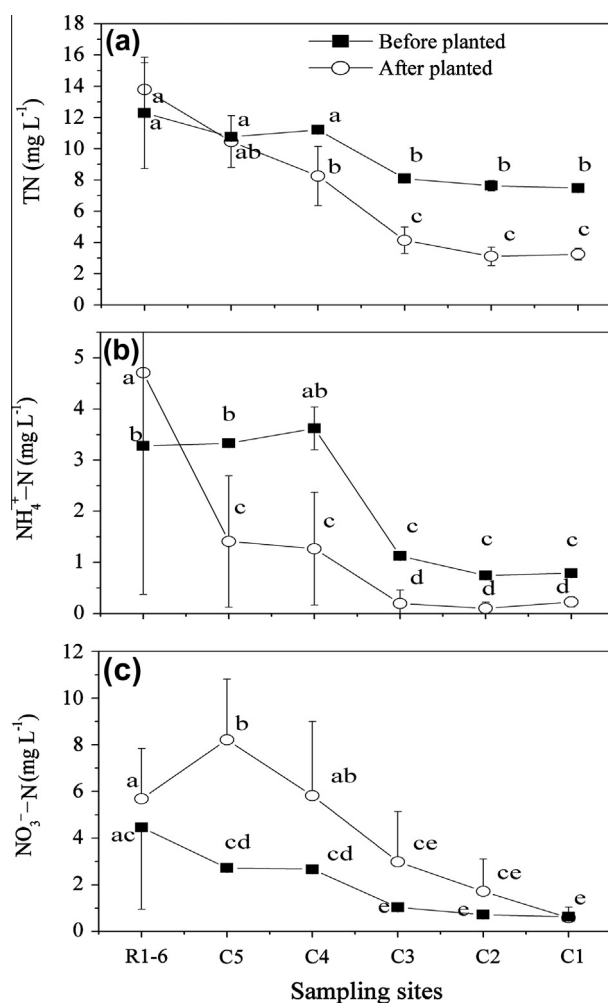 (a)
Before planted
After planted
TN (mg L⁻¹)
18
16
14
12
10
8
6
4
2
0
a
a
a
ab
a
b
b
c
b
c
b
c
(b)
NH₄⁺–N (mg L⁻¹)
5
4
3
2
1
0
a
b
b
c
ab
c
c
d
c
d
c
d
(c)
NO₃⁻–N (mg L⁻¹)
12
10
8
6
4
2
0
a
ac
b
cd
ab
cd
ce
e
ce
e
e
R1-6 C5 C4 C3 C2 C1
Sampling sites